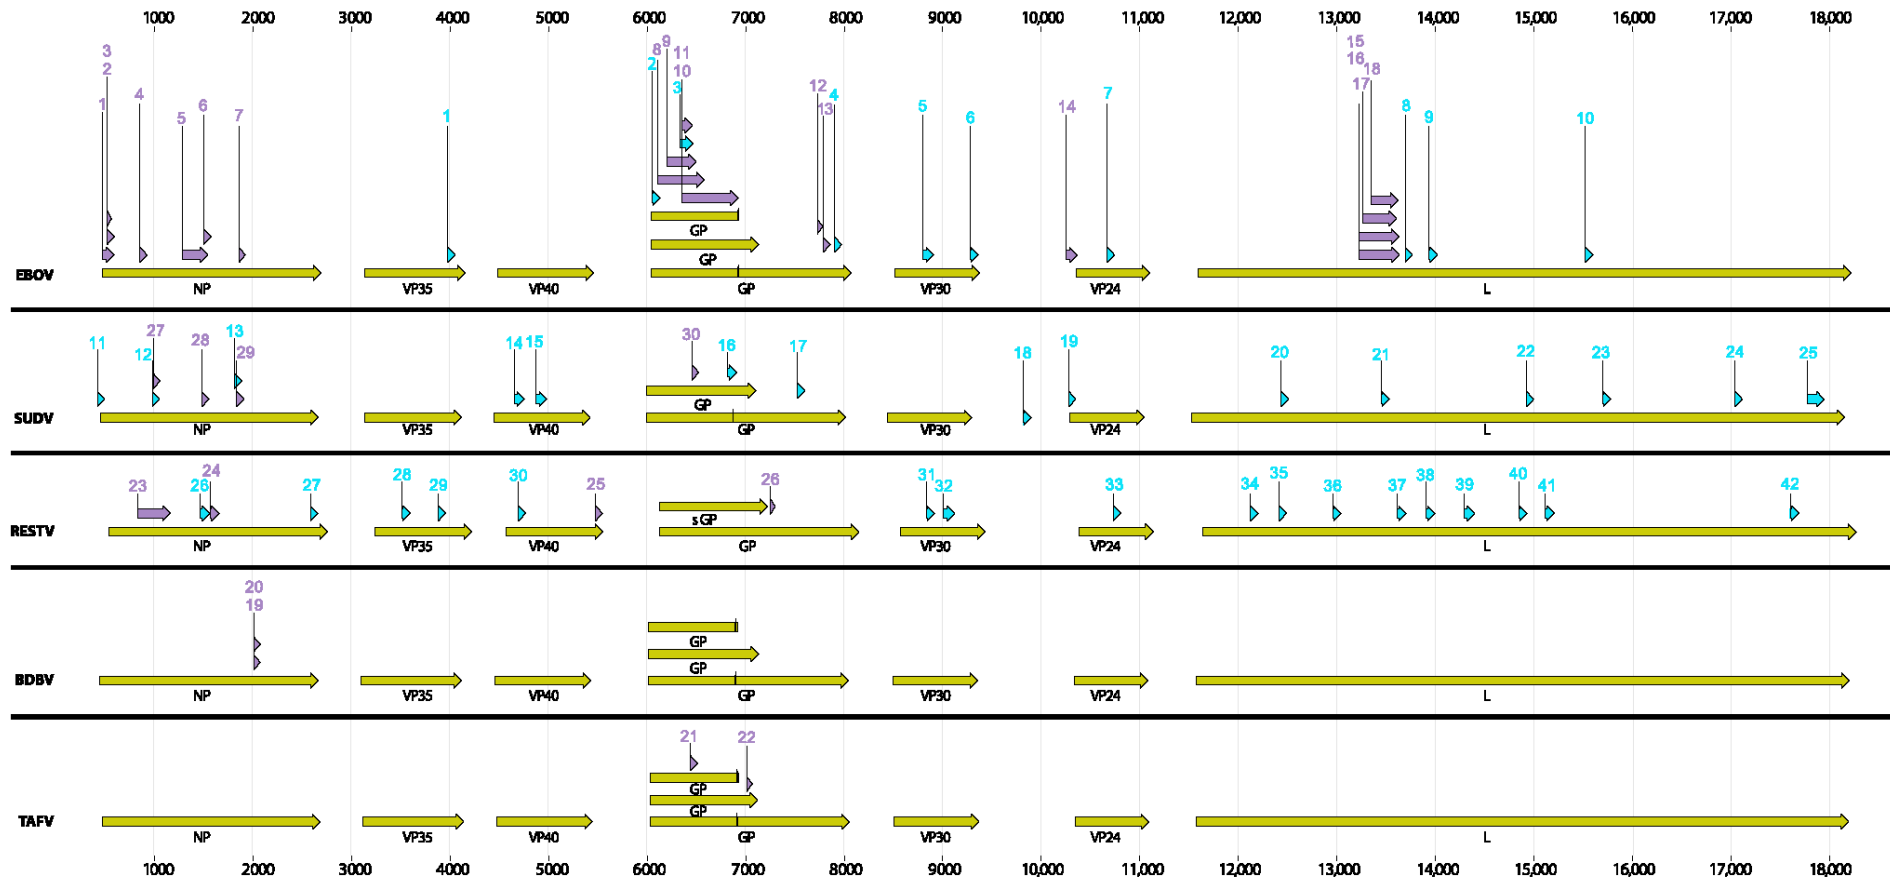 1000 2000 3000 4000 5000 6000 7000 8000 9000 10,000 11,000 12,000 13,000 14,000 15,000 16,000 17,000 18,000
3 9 11 15
2 2 8 10 16 18
1 4 5 6 7 1 3 12 13 4 5 6 14 7 17 8 9 10
GP
GP
EBOV NP VP35 VP40 GP VP30 VP24 L
11 12 27 28 13 29 14 15 30 16 17 18 19 20 21 22 23 24 25
GP
SUDV NP VP35 VP40 GP VP30 VP24 L
23 26 24 27 28 29 30 25 26 31 32 33 34 35 36 37 38 39 40 41 42
sGP
RESTV NP VP35 VP40 GP VP30 VP24 L
20
19
GP
GP
BDBV NP VP35 VP40 GP VP30 VP24 L
21 22
GP
GP
TAFV NP VP35 VP40 GP VP30 VP24 L
1000 2000 3000 4000 5000 6000 7000 8000 9000 10,000 11,000 12,000 13,000 14,000 15,000 16,000 17,000 18,000